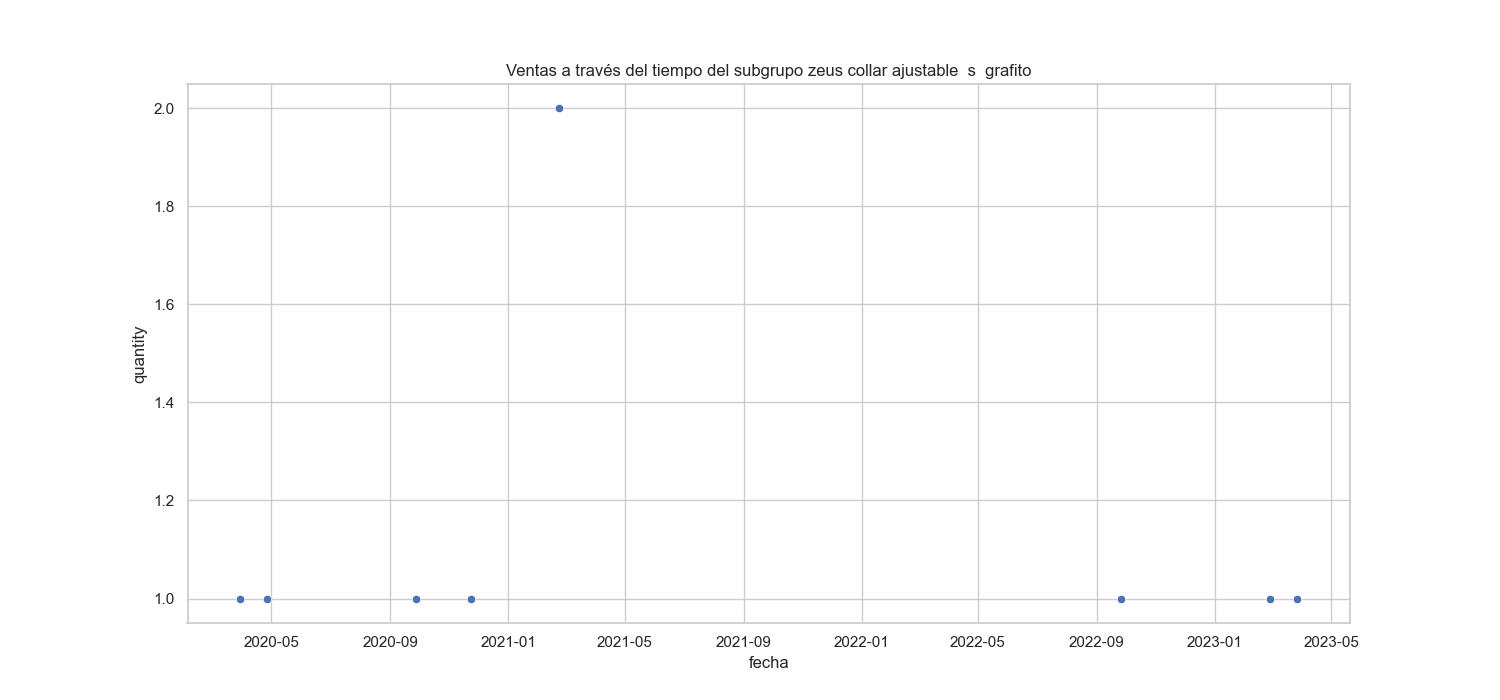 Ventas a través del tiempo del subgrupo zeus collar ajustable  s  grafito
2.0
1.8
1.6
1.4
1.2
1.0
quantity
2020-05 2020-09 2021-01 2021-05 2021-09 2022-01 2022-05 2022-09 2023-01 2023-05
fecha